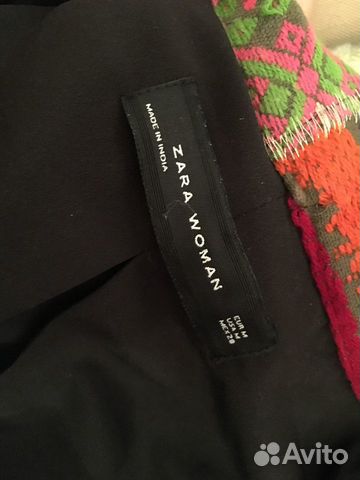 MADE IN INDIA
ZARA WOMAN
EUR M
USA M
MEX 28
Avito